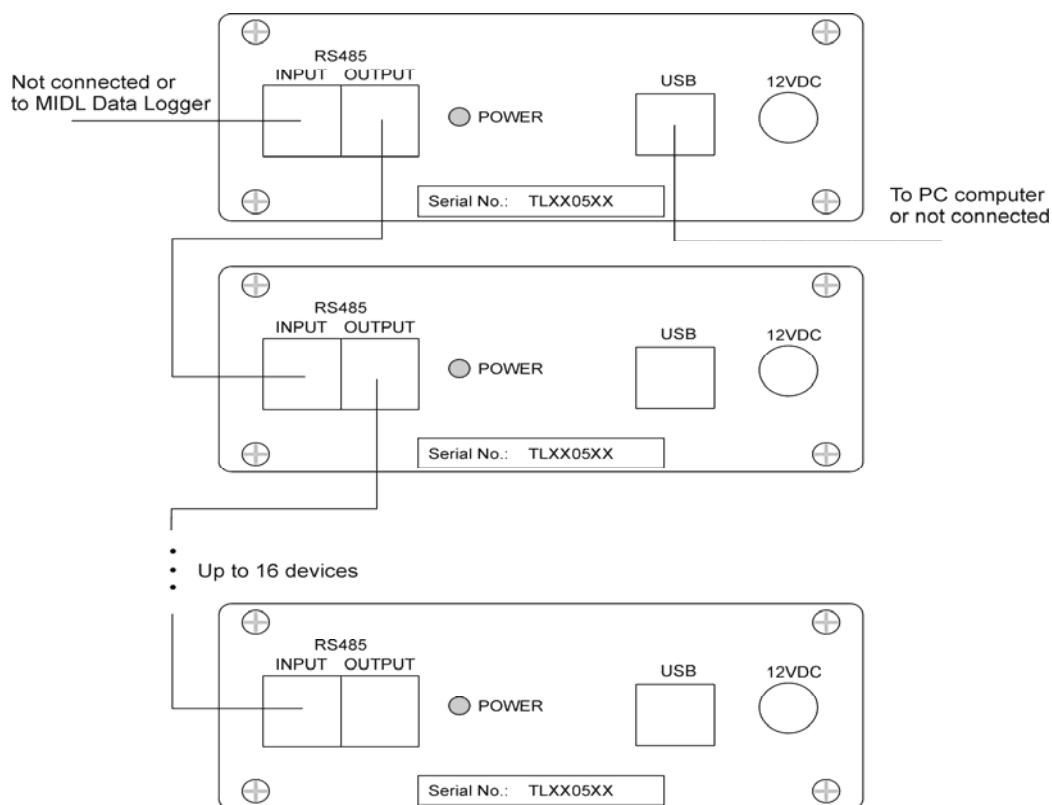 RS485
INPUT OUTPUT
Not connected or
to MIDL Data Logger
POWER
USB
12VDC
Serial No.: TLXX05XX
To PC computer
or not connected
RS485
INPUT OUTPUT
POWER
USB
12VDC
Serial No.: TLXX05XX
Up to 16 devices
RS485
INPUT OUTPUT
POWER
USB
12VDC
Serial No.: TLXX05XX